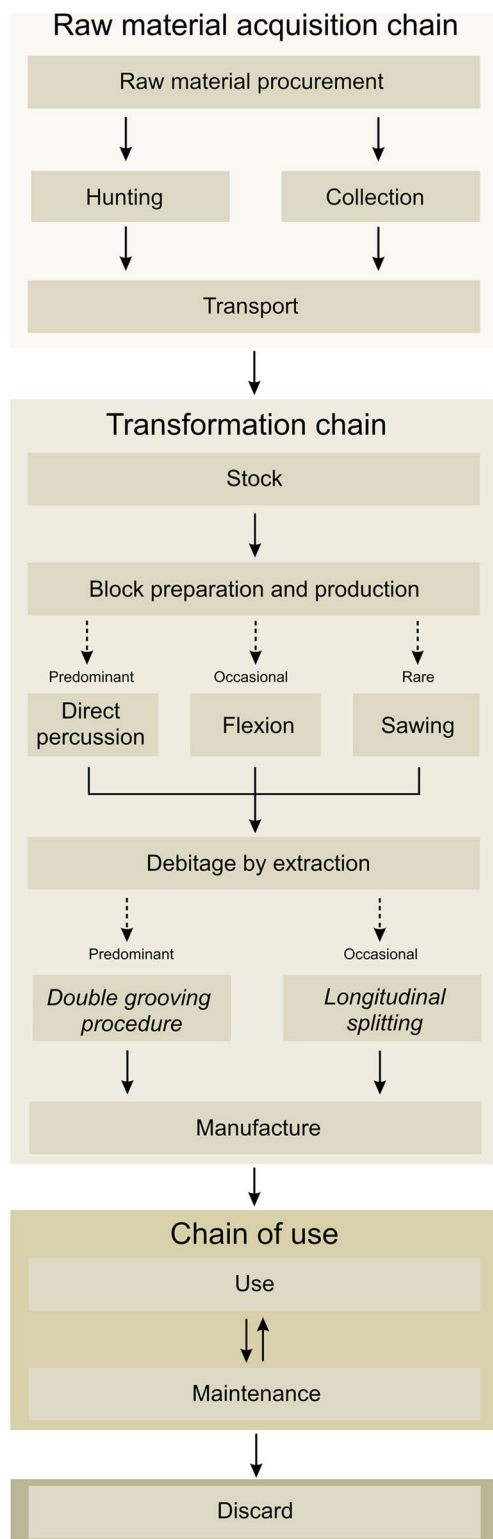 Raw material acquisition chain
Raw material procurement
Hunting
Collection
Transport
Transformation chain
Stock
Block preparation and production
Predominant
Occasional
Rare
Direct
percussion
Flexion
Sawing
Debitage by extraction
Predominant
Occasional
Double grooving
procedure
Longitudinal
splitting
Manufacture
Chain of use
Use
Maintenance
Discard